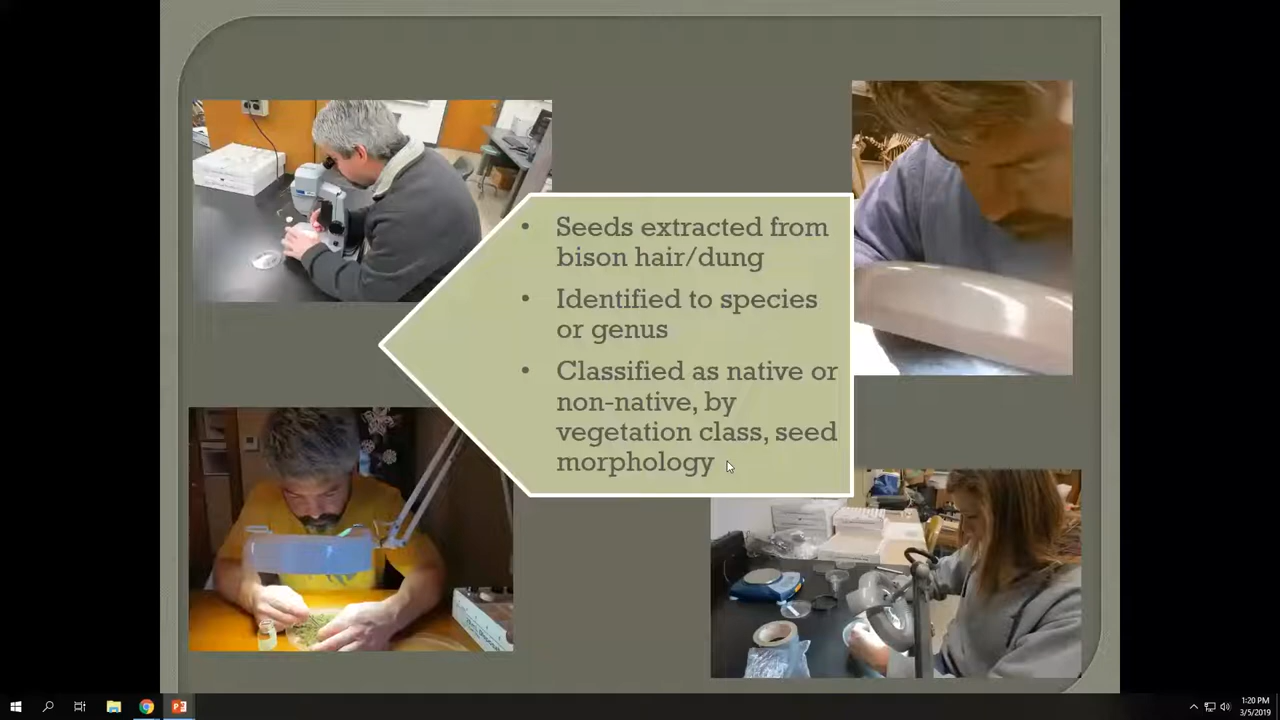 • Seeds extracted from
bison hair/dung
• Identified to species
or genus
• Classified as native or
non-native, by
vegetation class, seed
morphology
1:20 PM
3/5/2019